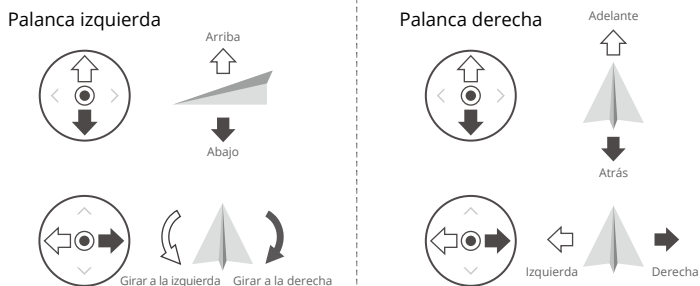 Palanca izquierda
Arriba
Abajo
Girar a la izquierda
Girar a la derecha
Palanca derecha
Adelante
Atrás
Izquierda
Derecha